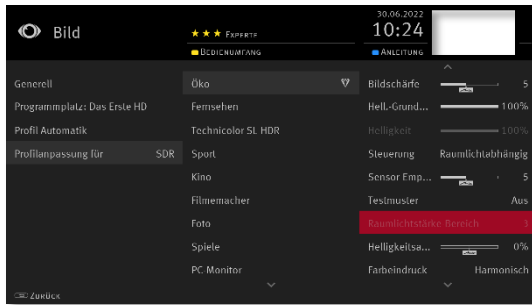 Bild
★ ★ ★ EXPERTE
BEDIENUMFANG
30.06.2022
10:24
ANLEITUNG
Generell
Programmplatz: Das Erste HD
Profil Automatik
Profilanpassung für SDR
Öko
Fernsehen
Technicolor SL HDR
Sport
Kino
Filmemacher
Foto
Spiele
PC-Monitor
Bildschärfe 5
Hell.-Grund... 100%
Helligkeit 100%
Steuerung Raumlichtabhängig
Sensor Emp... 5
Testmuster Aus
Raumlichtstärke Bereich 3
Helligkeitsa... 0%
Farbeindruck Harmonisch
ZURÜCK